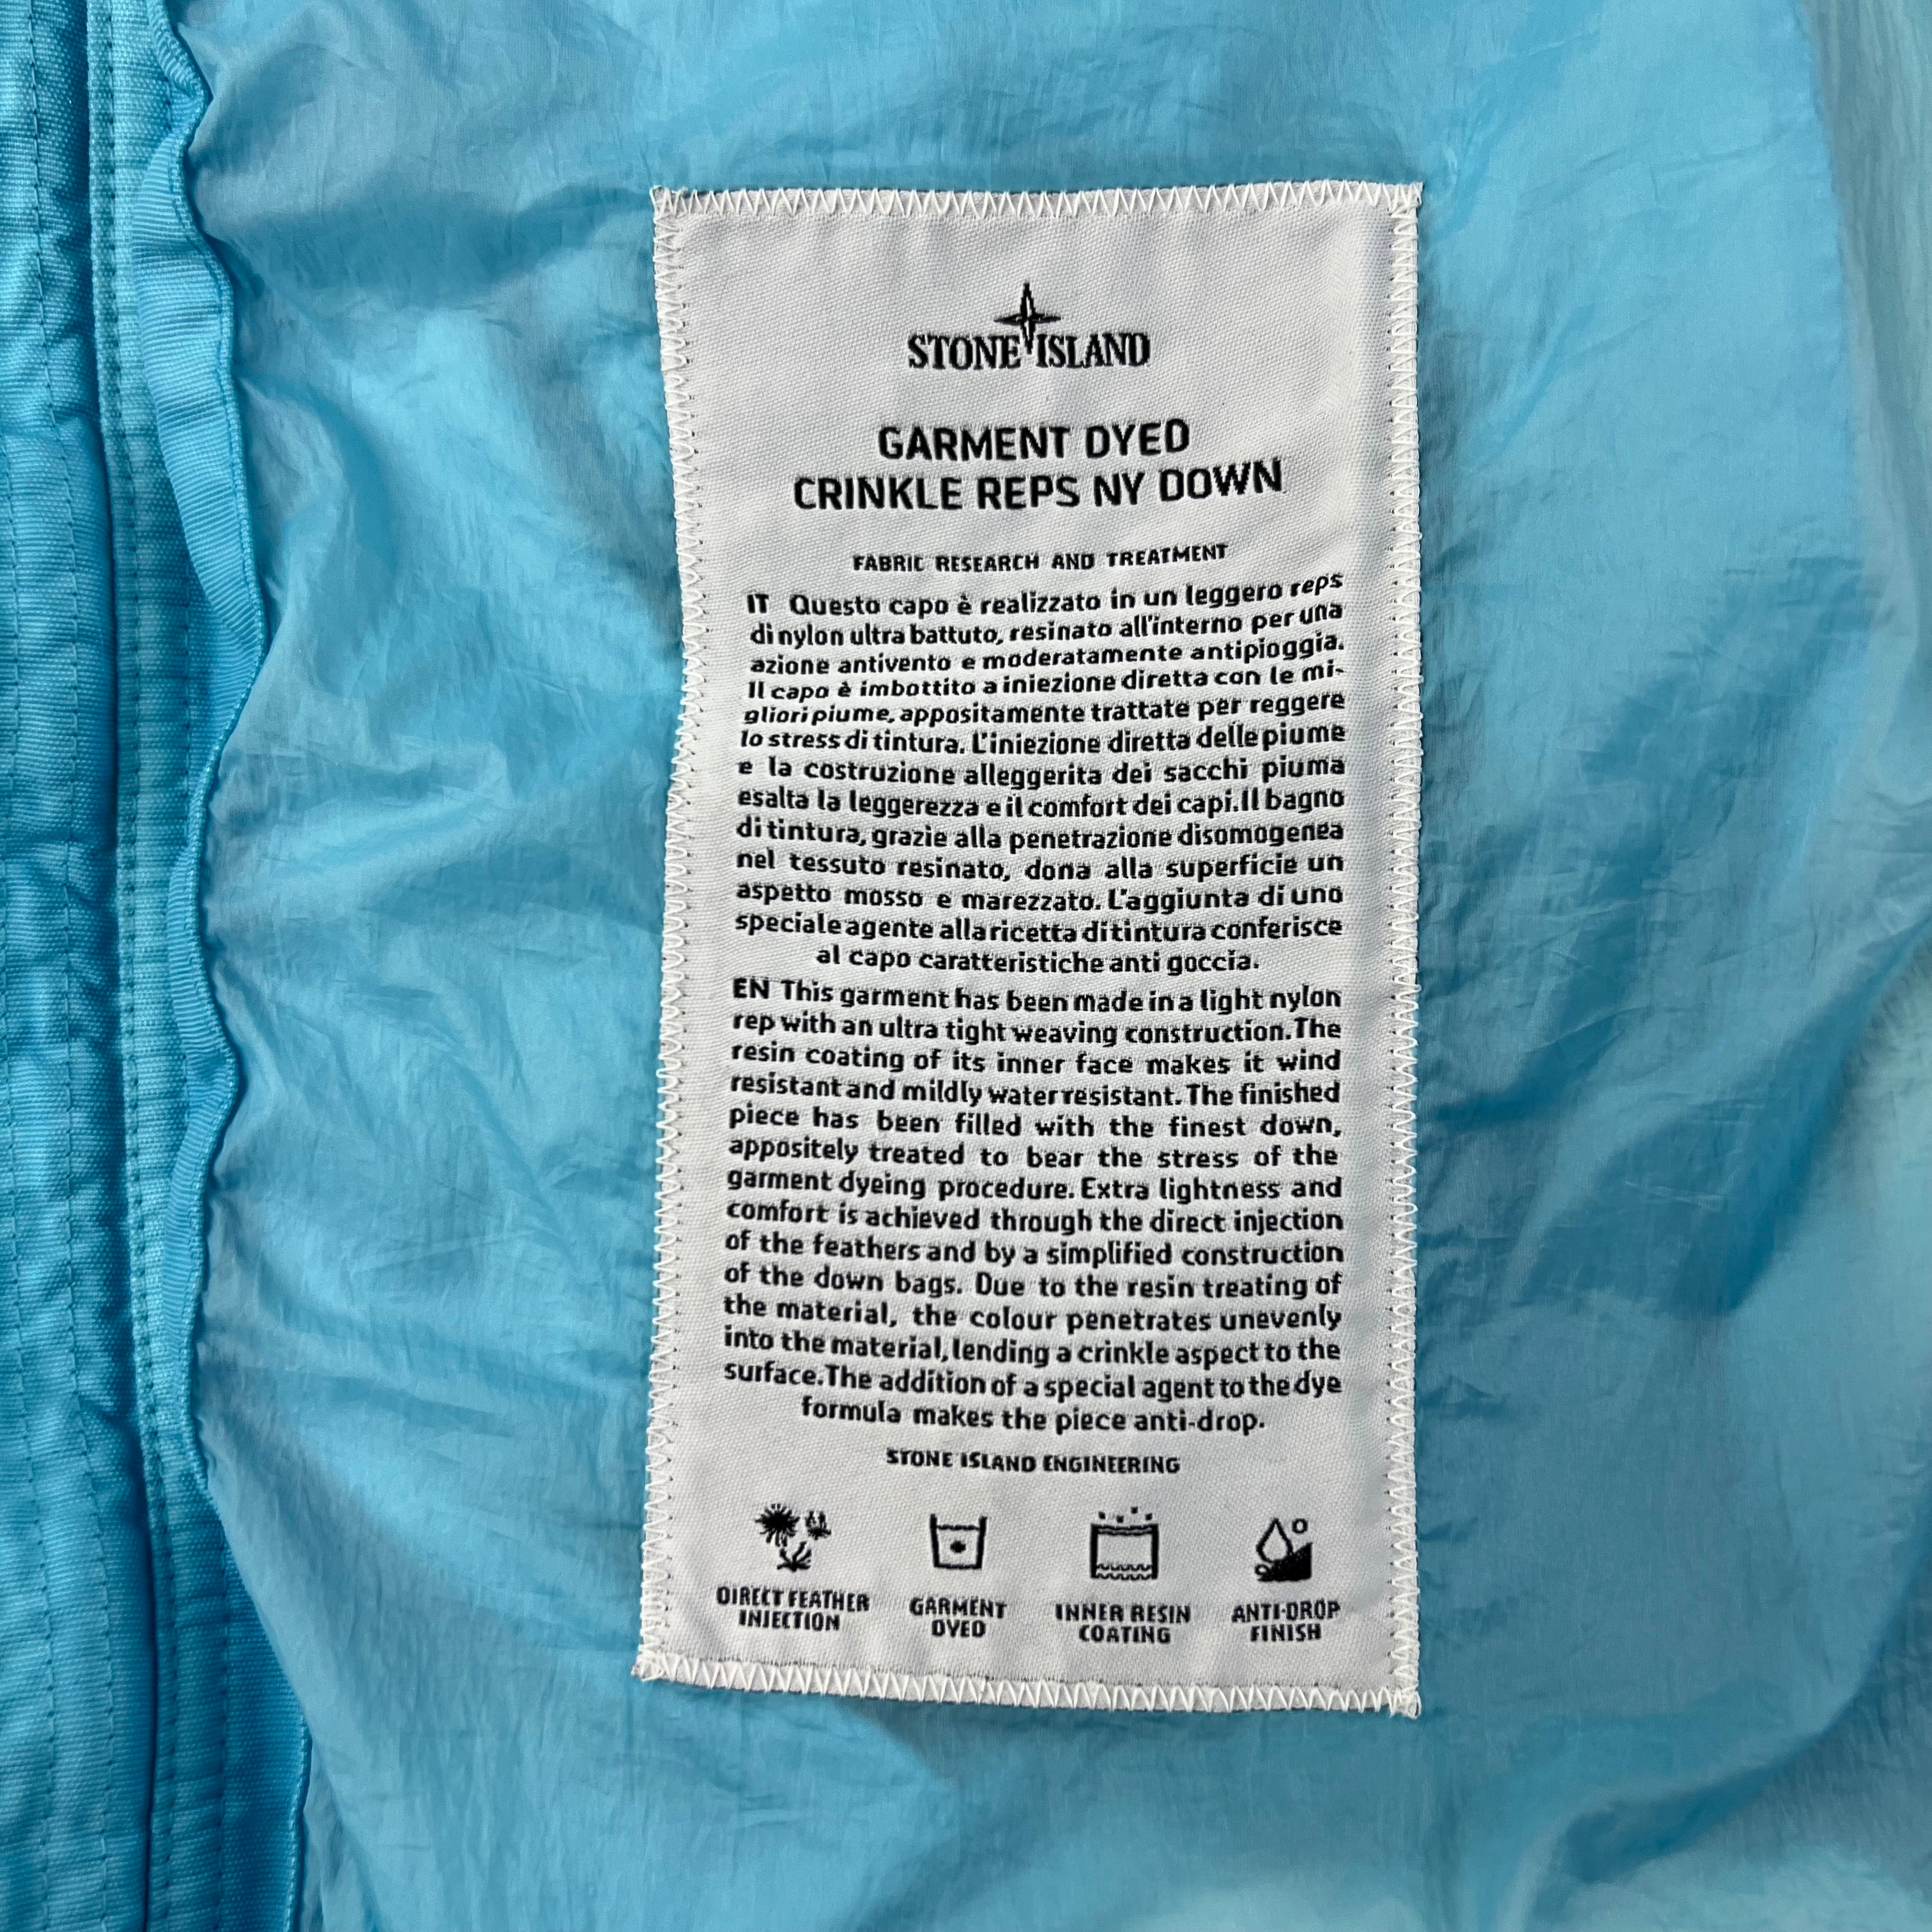 STONE ISLAND
GARMENT DYED
CRINKLE REPS NY DOWN
FABRIC RESEARCH AND TREATMENT
IT Questo capo è realizzato in un leggero reps
di nylon ultra battuto, resinato all'interno per una
azione antivento e moderatamente antipioggia.
Il capo è imbottito a iniezione diretta con le mi-
gliori piume, appositamente trattate per reggere
lo stress di tintura. L'iniezione diretta delle piume
e la costruzione alleggerita dei sacchi piuma
esalta la leggerezza e il comfort dei capi. Il bagno
di tintura, grazie alla penetrazione disomogenea
nel tessuto resinato, dona alla superficie un
aspetto mosso e marezzato. L'aggiunta di uno
speciale agente alla ricetta di tintura conferisce
al capo caratteristiche anti goccia.
EN This garment has been made in a light nylon
rep with an ultra tight weaving construction. The
resin coating of its inner face makes it wind
resistant and mildly water resistant. The finished
piece has been filled with the finest down,
appositely treated to bear the stress of the
garment dyeing procedure. Extra lightness and
comfort is achieved through the direct injection
of the feathers and by a simplified construction
of the down bags. Due to the resin treating of
the material, the colour penetrates unevenly
into the material, lending a crinkle aspect to the
surface. The addition of a special agent to the dye
formula makes the piece anti-drop.
STONE ISLAND ENGINEERING
DIRECT FEATHER
INJECTION
GARMENT
DYED
INNER RESIN
COATING
ANTI-DROP
FINISH